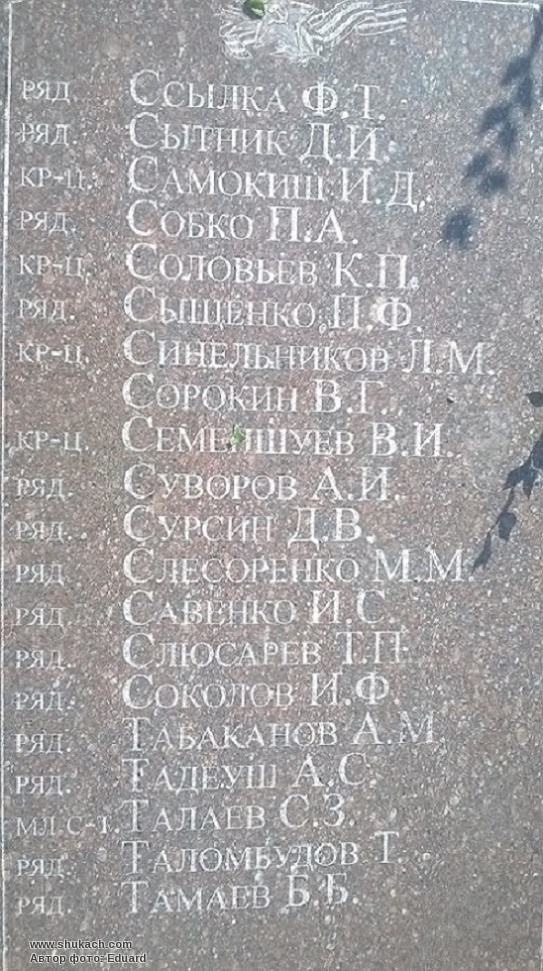 РЯД. ССЫЛКА Ф.Т.
РЯД. СЫТНИК Д.И.
КР-Ц. САМОКИШ И.Д.
РЯД. СОБКО П.А.
КР-Ц. СОЛОВЬЕВ К.П.
РЯД. СЫЩЕНКО П.Ф.
КР-Ц. СИНЕЛЬНИКОВ Л.М.
СОРОКИН В.Г.
КР-Ц. СЕМЕНШУЕВ В.И.
РЯД. СУВОРОВ А.И.
РЯД. СУРСИН Д.В.
РЯД. СЛЕСОРЕНКО М.М.
РЯД. САВЕНКО И.С.
РЯД. СЛЮСАРЕВ Т.П.
РЯД. СОКОЛОВ И.Ф.
РЯД. ТАБАКАНОВ А.М.
РЯД. ТАДЕУШ А.С.
МЛ.С-Т. ТАЛАЕВ С.З.
РЯД. ТАЛОМБУДОВ Т.
РЯД. ТАМАЕВ Б.Б.
www.shukach.com
Автор фото: Eduard